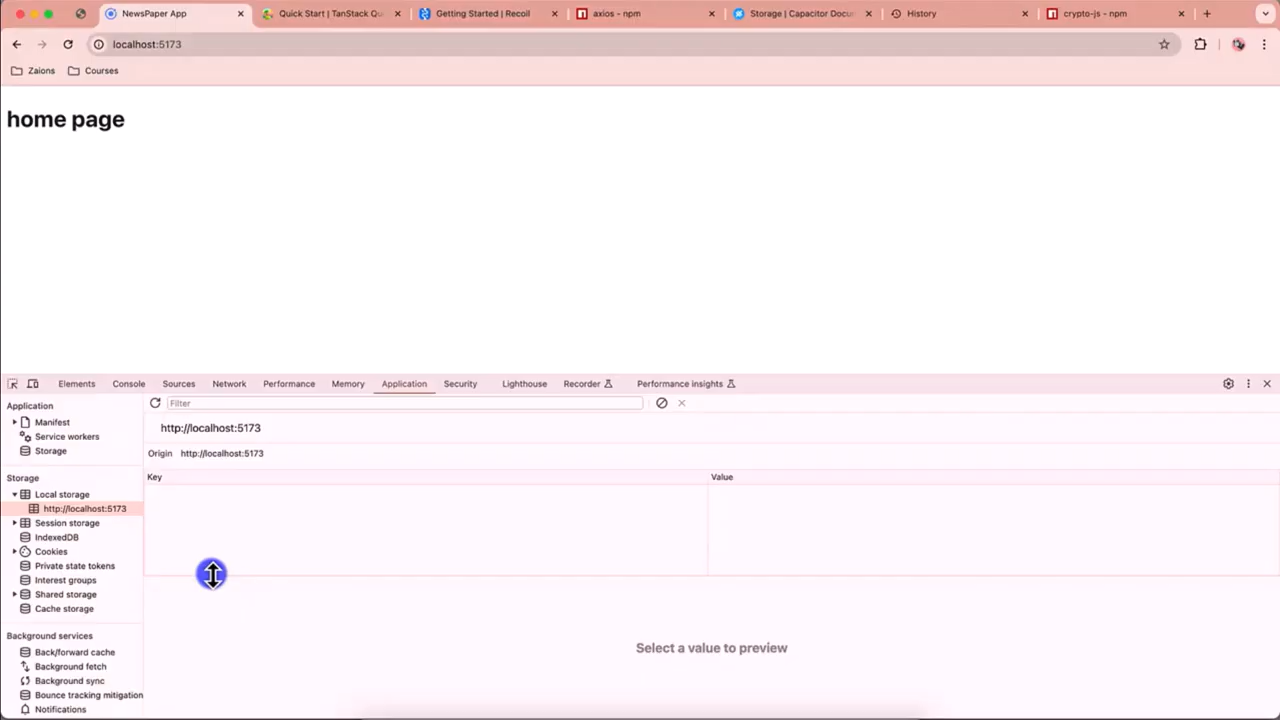 NewsPaper App
Quick Start | TanStack Qu
Getting Started | Recoil
axios - npm
Storage | Capacitor Docu
History
crypto-js - npm
localhost:5173
Zaions
Courses
home page
Elements
Console
Sources
Network
Performance
Memory
Application
Security
Lighthouse
Recorder
Performance insights
Application
Manifest
Service workers
Storage
Storage
Local storage
http://localhost:5173
Session storage
IndexedDB
Cookies
Private state tokens
Interest groups
Shared storage
Cache storage
Background services
Back/forward cache
Background fetch
Background sync
Bounce tracking mitigation
Notifications
Filter
http://localhost:5173
Origin http://localhost:5173
Key
Value
Select a value to preview